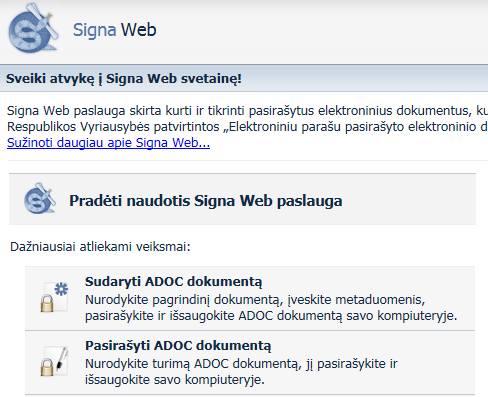 Signa Web
Sveiki atvykę į Signa Web svetainę!
Signa Web paslauga skirta kurti ir tikrinti pasirašytus elektroninius dokumentus, ku
Respublikos Vyriausybės patvirtintos „Elektroniniu parašu pasirašyto elektroninio d
Sužinoti daugiau apie Signa Web...
Pradėti naudotis Signa Web paslauga
Dažniausiai atliekami veiksmai:
Sudaryti ADOC dokumentą
Nurodykite pagrindinį dokumentą, įveskite metaduomenis,
pasirašykite ir išsaugokite ADOC dokumentą savo kompiuteryje.
Pasirašyti ADOC dokumentą
Nurodykite turimą ADOC dokumentą, jį pasirašykite ir
išsaugokite savo kompiuteryje.